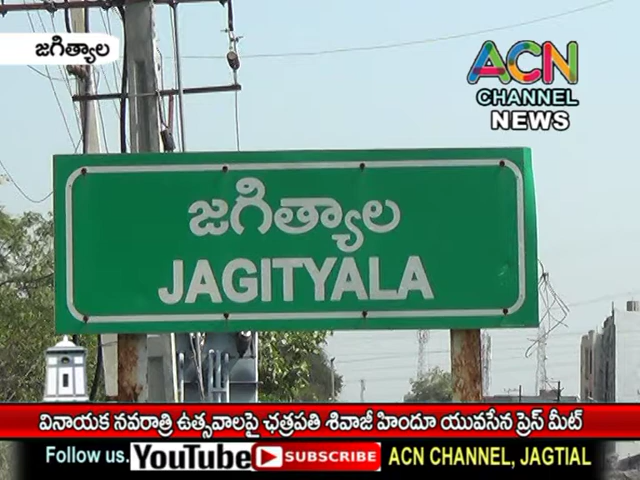 జగిత్యాల
ACN
CHANNEL
NEWS
జగిత్యాల
JAGITYALA
వినాయక నవరాత్రి ఉత్సవాలపై ఛత్రపతి శివాజీ హిందూ యువసేన ప్రెస్ మీట్
Follow us. YouTube SUBSCRIBE ACN CHANNEL, JAGTIAL